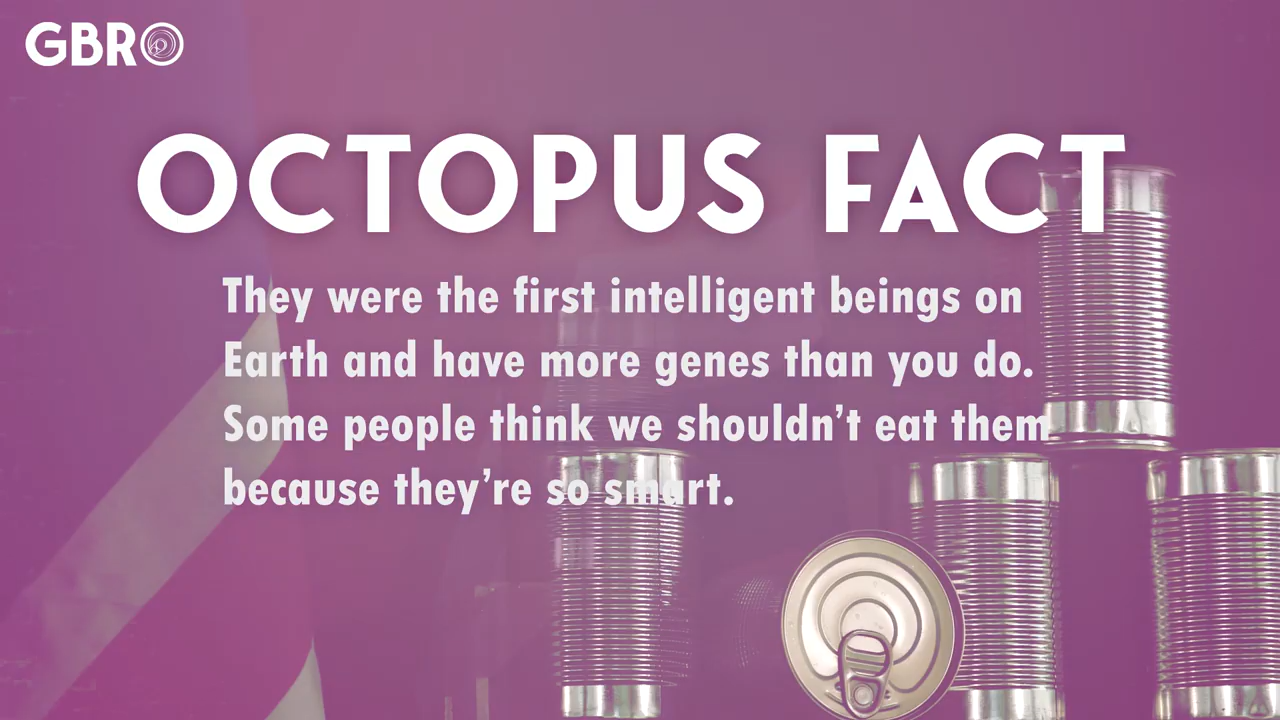 GBRO
OCTOPUS FACT
They were the first intelligent beings on
Earth and have more genes than you do.
Some people think we shouldn’t eat them
because they’re so smart.